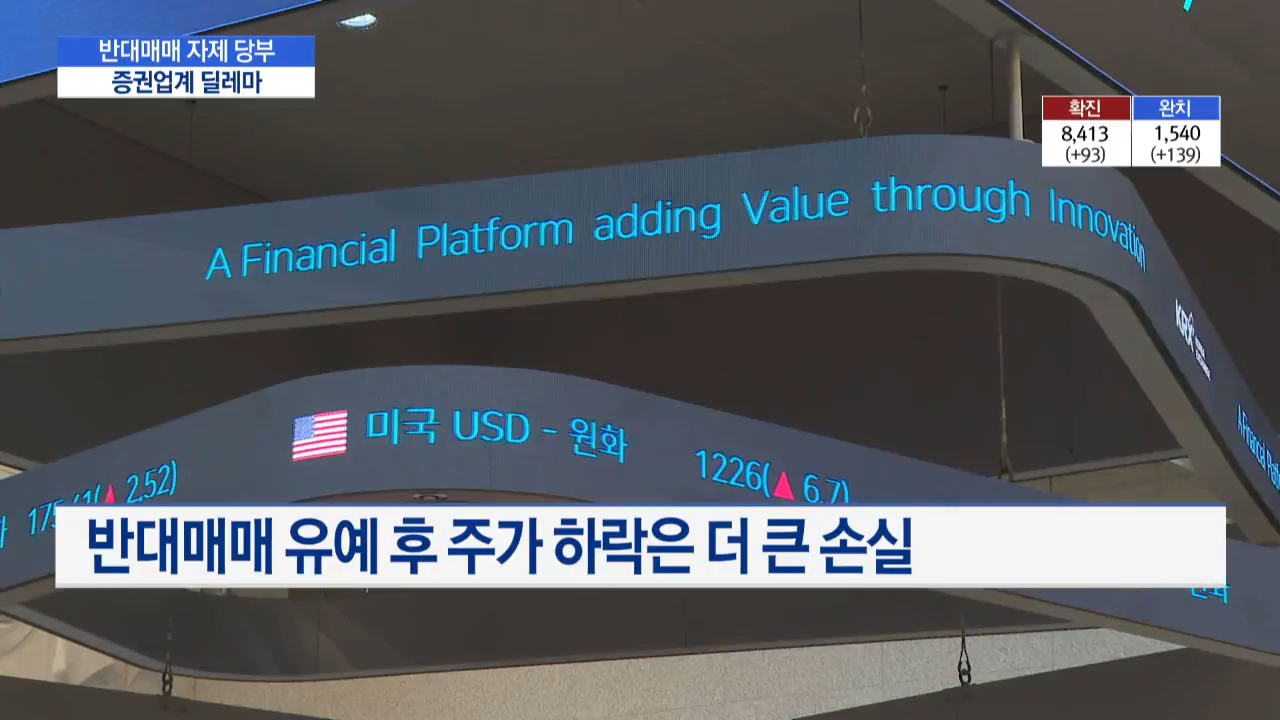 반대매매 자제 당부
증권업계 딜레마
확진
8,413
(+93)
완치
1,540
(+139)
A Financial Platform adding Value through Innovation
KRX
미국 USD - 원화
1226(▲ 6.7)
(▲ 2.52)
반대매매 유예 후 주가 하락은 더 큰 손실
원화